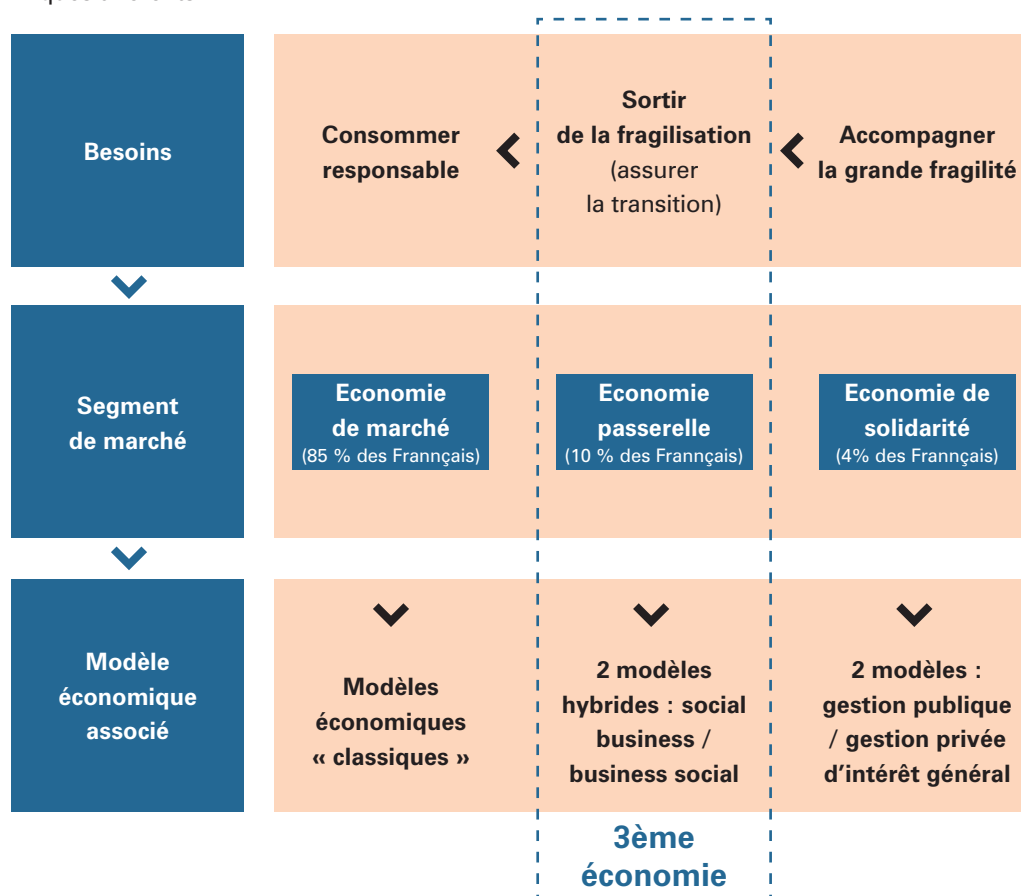 Besoins
Consommer
responsable
Sortir
de la fragilisation
(assurer
la transition)
Accompagner
la grande fragilité
Segment
de marché
Economie
de marché
(85 % des Frannçais)
Economie
passerelle
(10 % des Frannçais)
Economie de
solidarité
(4% des Frannçais)
Modèle
économique
associé
Modèles
économiques
« classiques »
2 modèles
hybrides : social
business /
business social
2 modèles :
gestion publique
/ gestion privée
d'intérêt général
3ème
économie